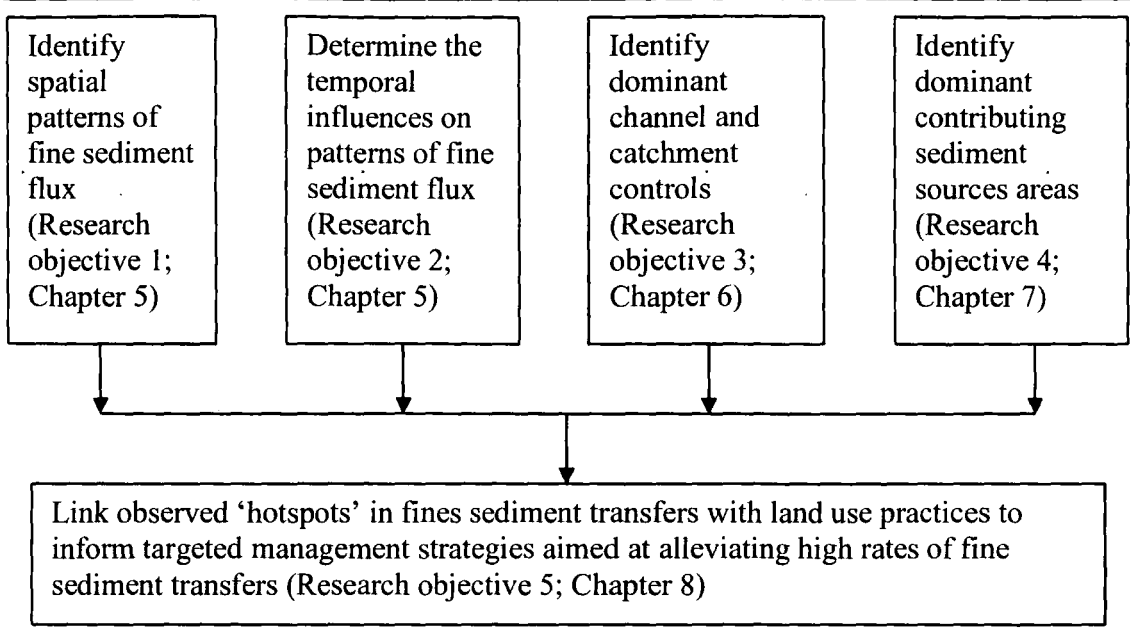 Identify
spatial
patterns of
fine sediment
flux
(Research
objective 1;
Chapter 5)
Determine the
temporal
influences on
patterns of fine
sediment flux
(Research
objective 2;
Chapter 5)
Identify
dominant
channel and
catchment
controls
(Research
objective 3;
Chapter 6)
Identify
dominant
contributing
sediment
sources areas
(Research
objective 4;
Chapter 7)
Link observed ‘hotspots’ in fines sediment transfers with land use practices to
inform targeted management strategies aimed at alleviating high rates of fine
sediment transfers (Research objective 5; Chapter 8)